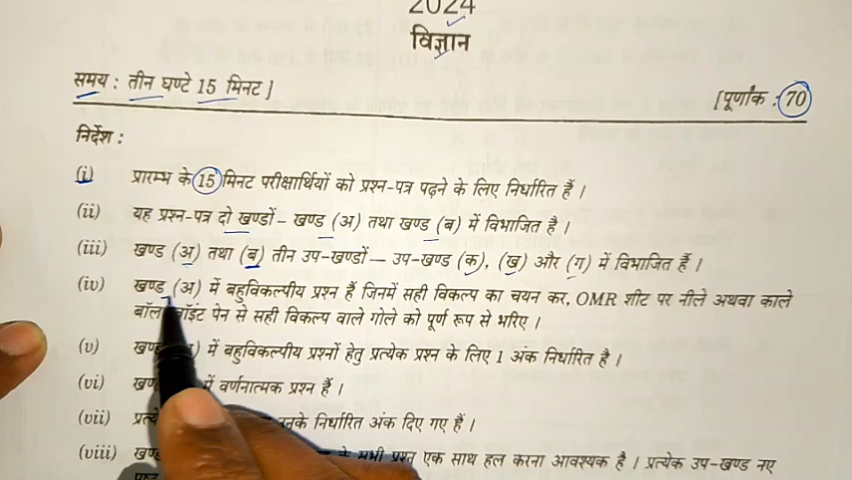 2024
विज्ञान
समय : तीन घण्टे 15 मिनट ]
[पूर्णांक : 70
निर्देश :
(i) प्रारम्भ के 15 मिनट परीक्षार्थियों को प्रश्न-पत्र पढ़ने के लिए निर्धारित हैं ।
(ii) यह प्रश्न-पत्र दो खण्डों– खण्ड (अ) तथा खण्ड (ब) में विभाजित है ।
(iii) खण्ड (अ) तथा (ब) तीन उप-खण्डों— उप-खण्ड (क), (ख) और (ग) में विभाजित हैं ।
(iv) खण्ड (अ) में बहुविकल्पीय प्रश्न हैं जिनमें सही विकल्प का चयन कर, OMR शीट पर नीले अथवा काले
बॉल पॉइंट पेन से सही विकल्प वाले गोले को पूर्ण रूप से भरिए ।
(v) में बहुविकल्पीय प्रश्नों हेतु प्रत्येक प्रश्न के लिए 1 अंक निर्धारित है ।
(vi) में वर्णनात्मक प्रश्न हैं ।
(vii) उनके निर्धारित अंक दिए गए हैं ।
(viii) के सभी प्रश्न एक साथ हल करना आवश्यक है । प्रत्येक उप-खण्ड नए